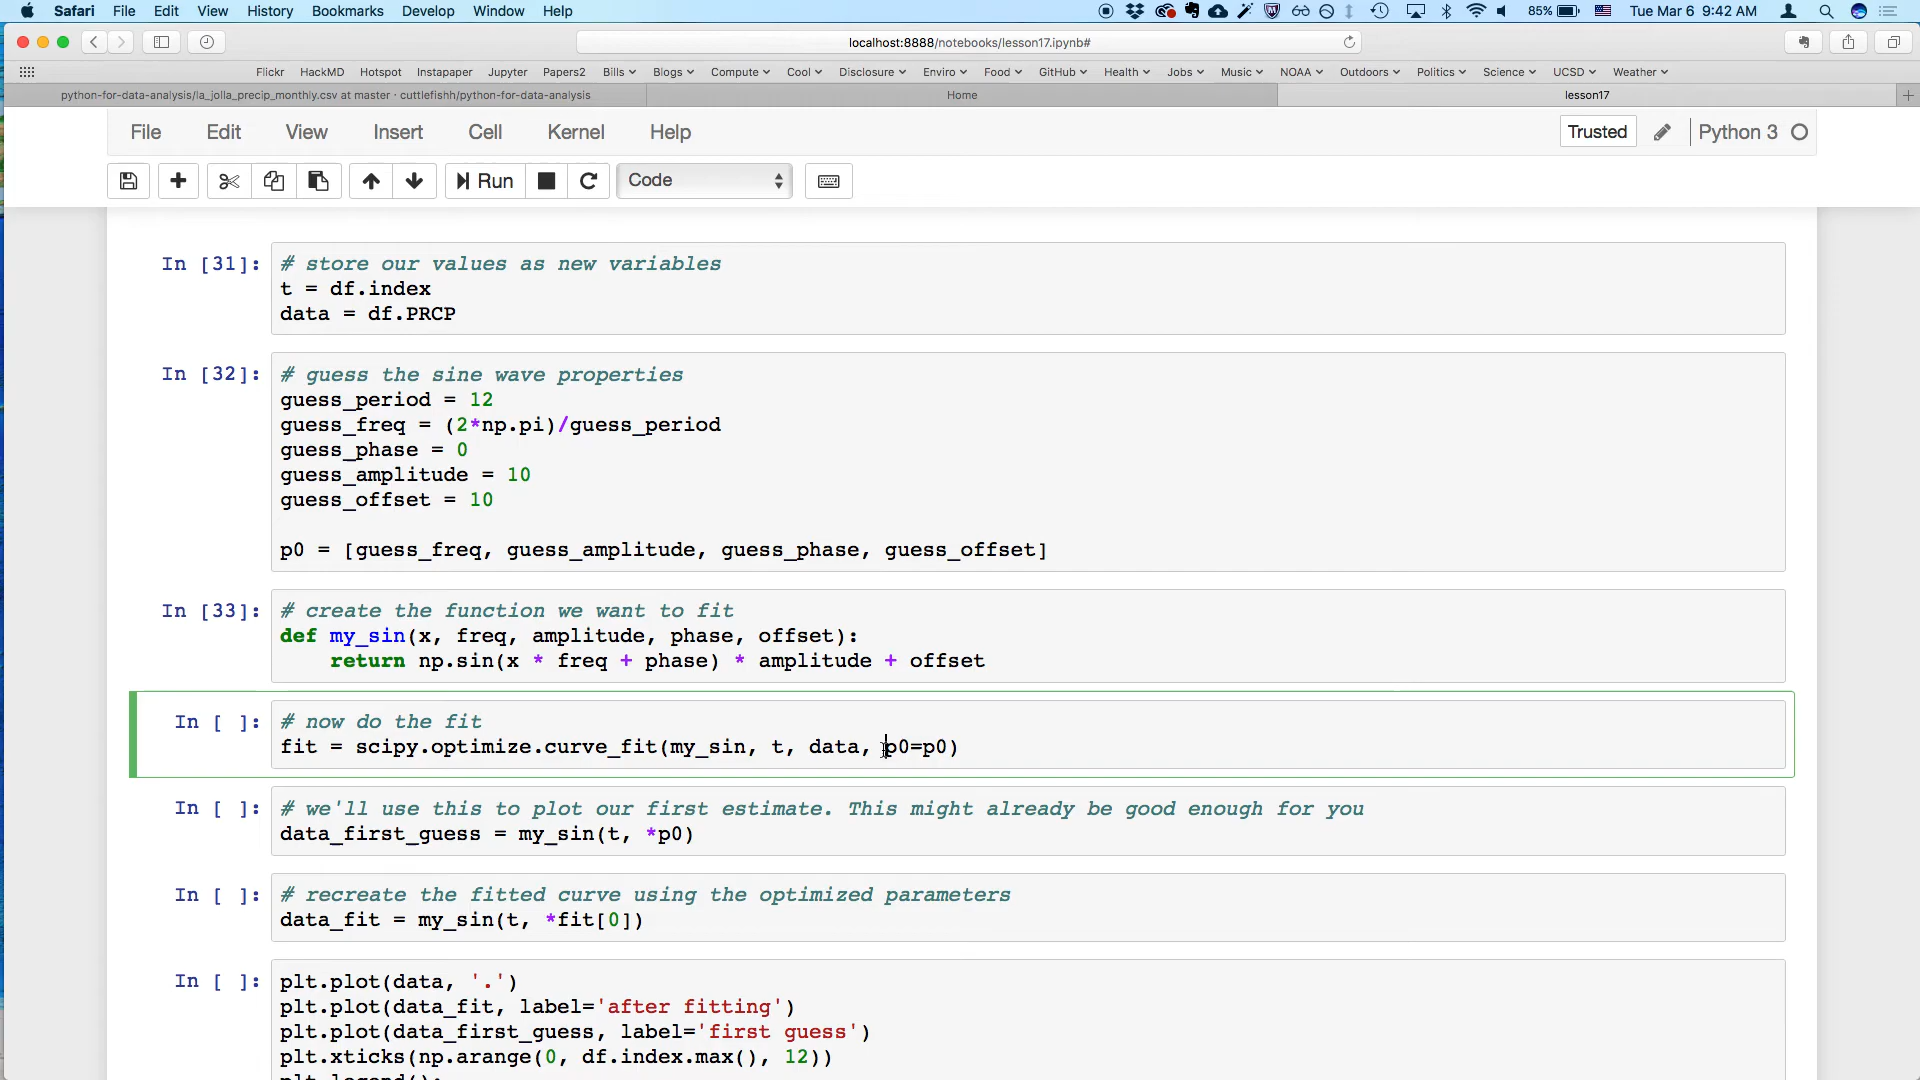 Safari File Edit View History Bookmarks Develop Window Help 85% Tue Mar 6 9:42 AM
localhost:8888/notebooks/lesson17.ipynb#
Flickr HackMD Hotspot Instapaper Jupyter Papers2 Bills Blogs Compute Cool Disclosure Enviro Food GitHub Health Jobs Music NOAA Outdoors Politics Science UCSD Weather
python-for-data-analysis/la_jolla_precip_monthly.csv at master · cuttlefishh/python-for-data-analysis Home lesson17
File Edit View Insert Cell Kernel Help Trusted Python 3
Run Code
In [31]: # store our values as new variables
t = df.index
data = df.PRCP
In [32]: # guess the sine wave properties
guess_period = 12
guess_freq = (2*np.pi)/guess_period
guess_phase = 0
guess_amplitude = 10
guess_offset = 10
p0 = [guess_freq, guess_amplitude, guess_phase, guess_offset]
In [33]: # create the function we want to fit
def my_sin(x, freq, amplitude, phase, offset):
return np.sin(x * freq + phase) * amplitude + offset
In [ ]: # now do the fit
fit = scipy.optimize.curve_fit(my_sin, t, data, p0=p0)
In [ ]: # we'll use this to plot our first estimate. This might already be good enough for you
data_first_guess = my_sin(t, *p0)
In [ ]: # recreate the fitted curve using the optimized parameters
data_fit = my_sin(t, *fit[0])
In [ ]: plt.plot(data, '.')
plt.plot(data_fit, label='after fitting')
plt.plot(data_first_guess, label='first guess')
plt.xticks(np.arange(0, df.index.max(), 12))
plt.legend();